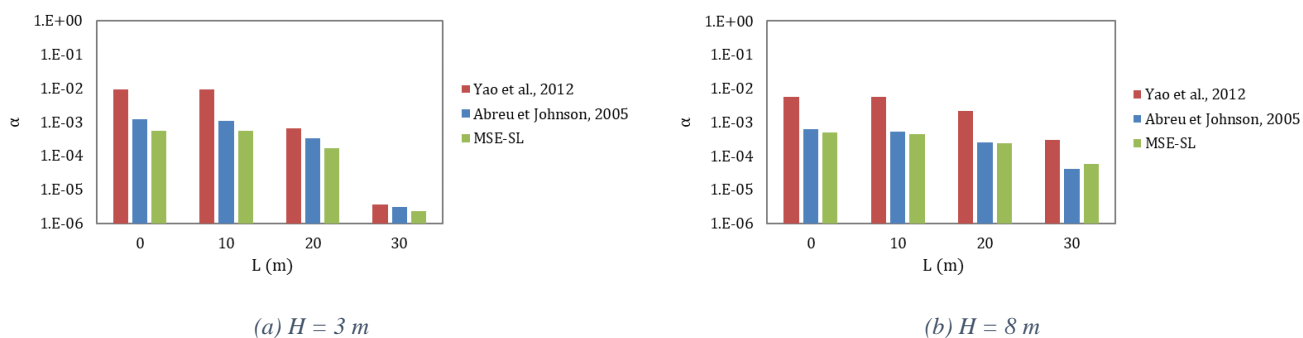 1.E+00
1.E-01
1.E-02
1.E-03
1.E-04
1.E-05
1.E-06
α
0 10 20 30
L (m)
Yao et al., 2012
Abreu et Johnson, 2005
MSE-SL
(a) H = 3 m
1.E+00
1.E-01
1.E-02
1.E-03
1.E-04
1.E-05
1.E-06
α
0 10 20 30
L (m)
Yao et al., 2012
Abreu et Johnson, 2005
MSE-SL
(b) H = 8 m